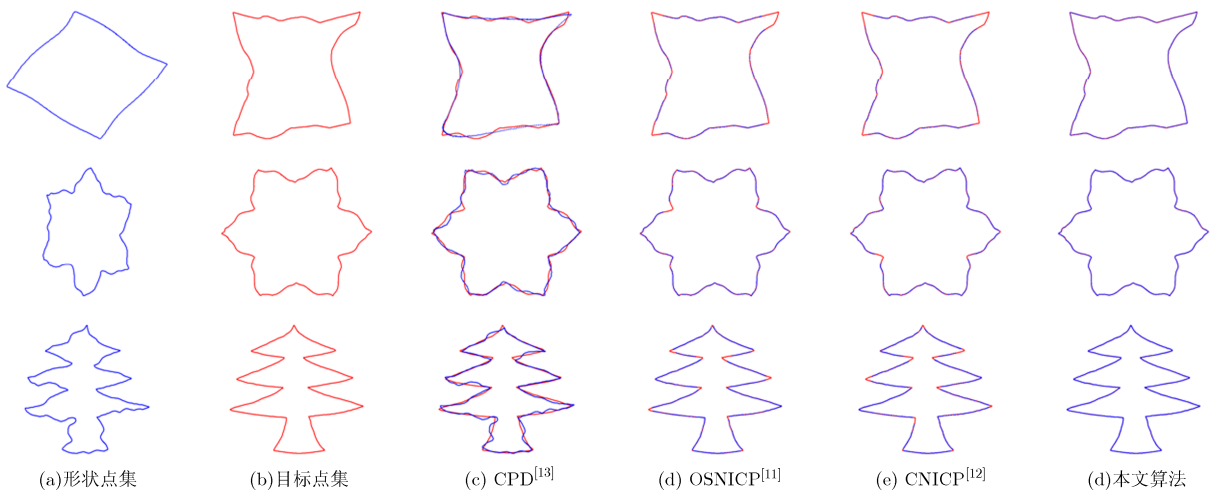 (a)形状点集
(b)目标点集
(c) CPD[13]
(d) OSNICP[11]
(e) CNICP[12]
(d)本文算法